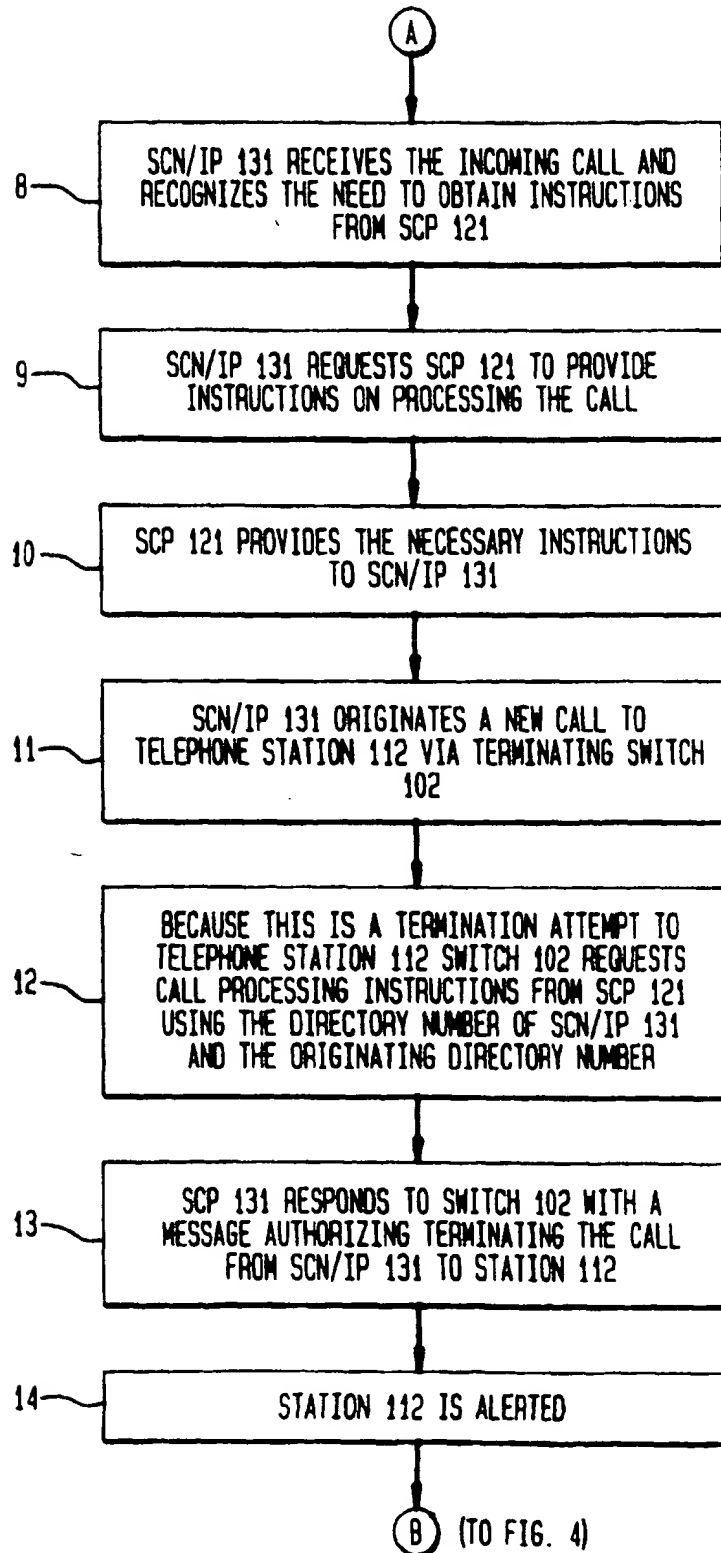 A
8
SCN/IP 131 RECEIVES THE INCOMING CALL AND
RECOGNIZES THE NEED TO OBTAIN INSTRUCTIONS
FROM SCP 121
9
SCN/IP 131 REQUESTS SCP 121 TO PROVIDE
INSTRUCTIONS ON PROCESSING THE CALL
10
SCP 121 PROVIDES THE NECESSARY INSTRUCTIONS
TO SCN/IP 131
11
SCN/IP 131 ORIGINATES A NEW CALL TO
TELEPHONE STATION 112 VIA TERMINATING SWITCH
102
12
BECAUSE THIS IS A TERMINATION ATTEMPT TO
TELEPHONE STATION 112 SWITCH 102 REQUESTS
CALL PROCESSING INSTRUCTIONS FROM SCP 121
USING THE DIRECTORY NUMBER OF SCN/IP 131
AND THE ORIGINATING DIRECTORY NUMBER
13
SCP 131 RESPONDS TO SWITCH 102 WITH A
MESSAGE AUTHORIZING TERMINATING THE CALL
FROM SCN/IP 131 TO STATION 112
14
STATION 112 IS ALERTED
B (TO FIG. 4)